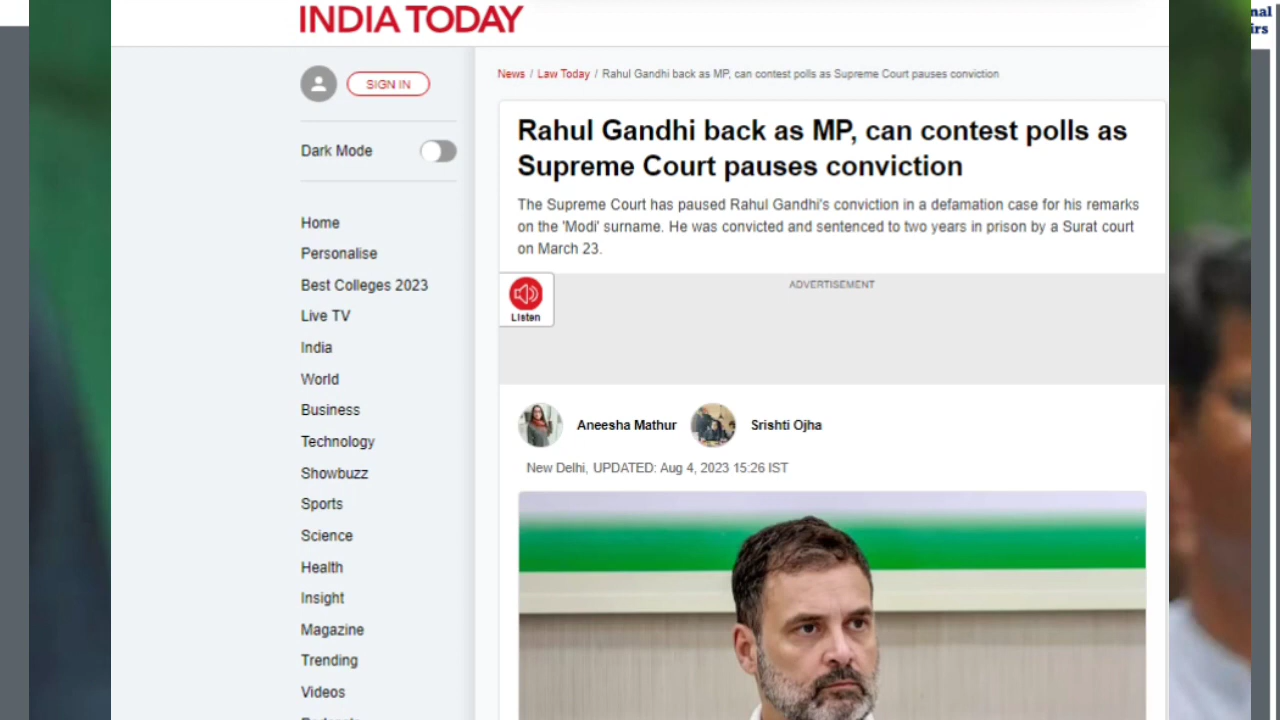 INDIA TODAY
nal
irs
SIGN IN
Dark Mode
Home
Personalise
Best Colleges 2023
Live TV
India
World
Business
Technology
Showbuzz
Sports
Science
Health
Insight
Magazine
Trending
Videos
News / Law Today / Rahul Gandhi back as MP, can contest polls as Supreme Court pauses conviction
Rahul Gandhi back as MP, can contest polls as
Supreme Court pauses conviction
The Supreme Court has paused Rahul Gandhi's conviction in a defamation case for his remarks
on the 'Modi' surname. He was convicted and sentenced to two years in prison by a Surat court
on March 23.
ADVERTISEMENT
Listen
Aneesha Mathur Srishti Ojha
New Delhi, UPDATED: Aug 4, 2023 15:26 IST